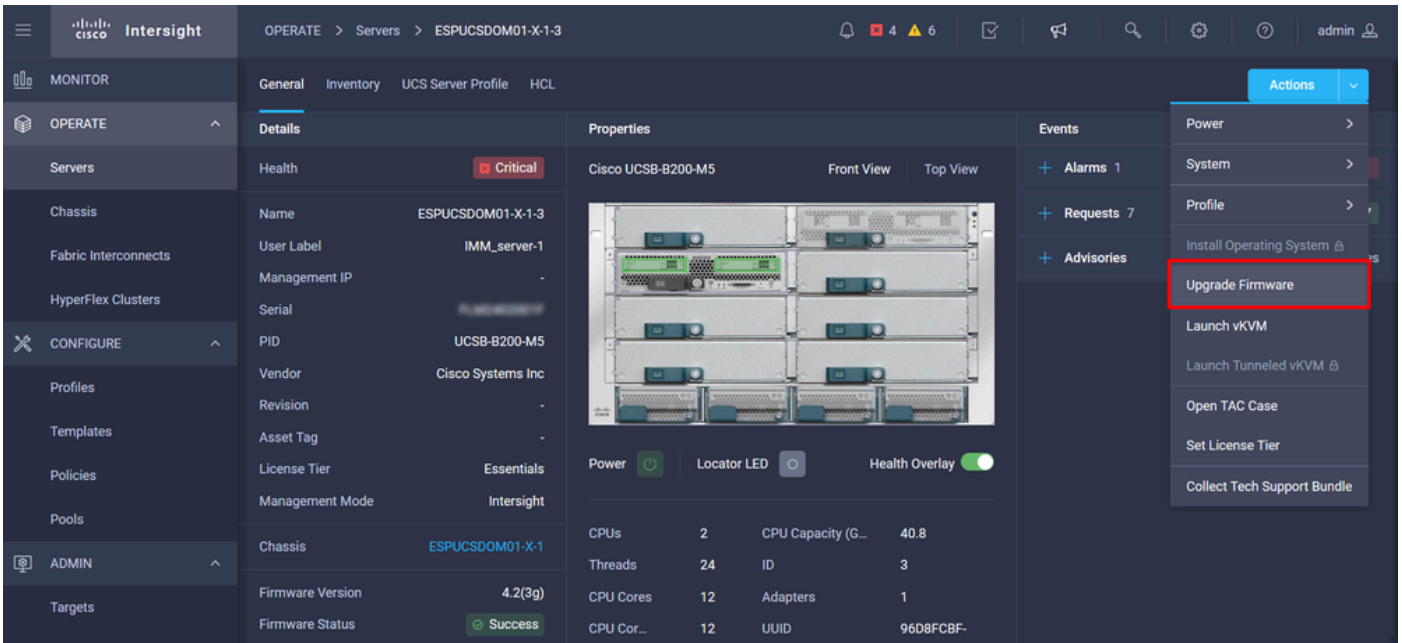 cisco Intersight
OPERATE > Servers > ESPUCSDOM01-X-1-3
4 6
admin
MONITOR
OPERATE
Servers
Chassis
Fabric Interconnects
HyperFlex Clusters
CONFIGURE
Profiles
Templates
Policies
Pools
ADMIN
Targets
General Inventory UCS Server Profile HCL
Actions
Details
Health Critical
Name ESPUCSDOM01-X-1-3
User Label IMM_server-1
Management IP -
Serial
PID UCSB-B200-M5
Vendor Cisco Systems Inc
Revision -
Asset Tag -
License Tier Essentials
Management Mode Intersight
Chassis ESPUCSDOM01-X-1
Firmware Version 4.2(3g)
Firmware Status Success
Properties
Cisco UCSB-B200-M5 Front View Top View
Power Locator LED Health Overlay
CPUs 2 CPU Capacity (G... 40.8
Threads 24 ID 3
CPU Cores 12 Adapters 1
CPU Cor... 12 UUID 96D8FCBF-
Events
+ Alarms 1
+ Requests 7
+ Advisories
Power >
System >
Profile >
Install Operating System
Upgrade Firmware
Launch vKVM
Launch Tunneled vKVM
Open TAC Case
Set License Tier
Collect Tech Support Bundle